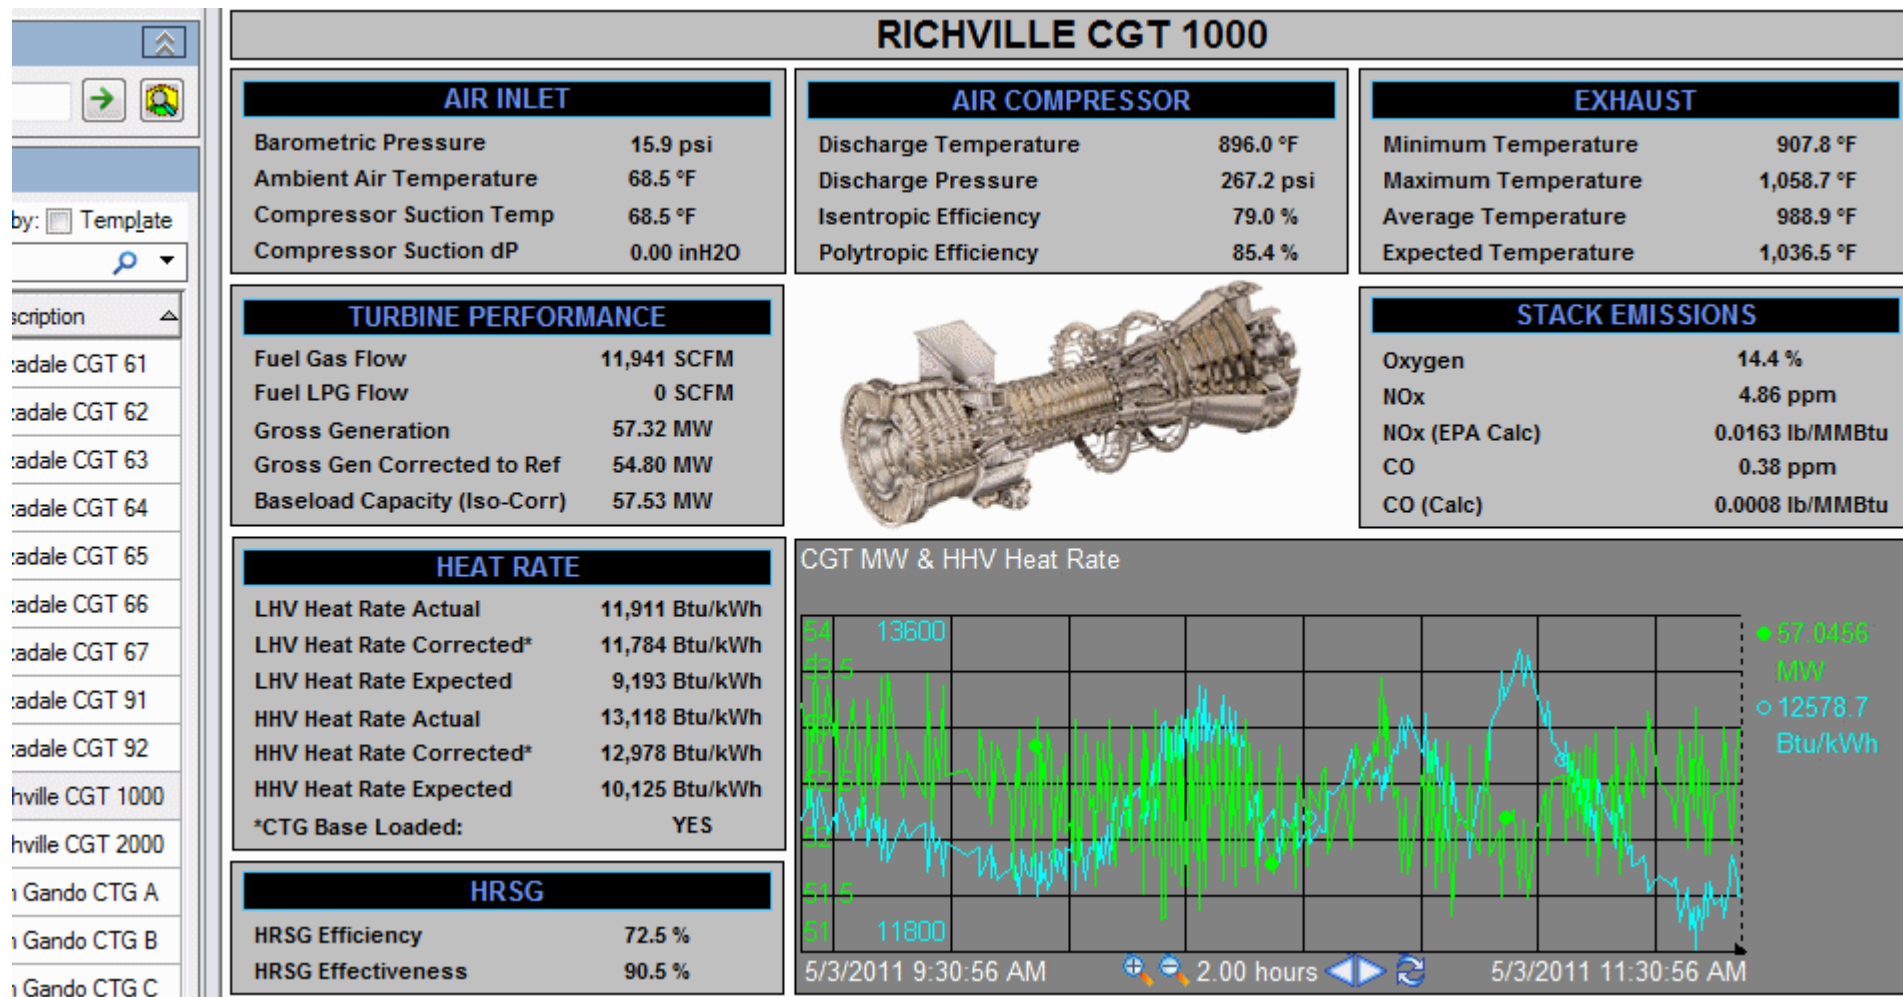 RICHVILLE CGT 1000
by: Template
scription
adale CGT 61
adale CGT 62
adale CGT 63
adale CGT 64
adale CGT 65
adale CGT 66
adale CGT 67
adale CGT 91
adale CGT 92
hville CGT 1000
hville CGT 2000
Gando CTG A
Gando CTG B
Gando CTG C
AIR INLET
Barometric Pressure 15.9 psi
Ambient Air Temperature 68.5 °F
Compressor Suction Temp 68.5 °F
Compressor Suction dP 0.00 inH2O
AIR COMPRESSOR
Discharge Temperature 896.0 °F
Discharge Pressure 267.2 psi
Isentropic Efficiency 79.0 %
Polytropic Efficiency 85.4 %
EXHAUST
Minimum Temperature 907.8 °F
Maximum Temperature 1,058.7 °F
Average Temperature 988.9 °F
Expected Temperature 1,036.5 °F
TURBINE PERFORMANCE
Fuel Gas Flow 11,941 SCFM
Fuel LPG Flow 0 SCFM
Gross Generation 57.32 MW
Gross Gen Corrected to Ref 54.80 MW
Baseload Capacity (Iso-Corr) 57.53 MW
STACK EMISSIONS
Oxygen 14.4 %
NOx 4.86 ppm
NOx (EPA Calc) 0.0163 lb/MMBtu
CO 0.38 ppm
CO (Calc) 0.0008 lb/MMBtu
HEAT RATE
LHV Heat Rate Actual 11,911 Btu/kWh
LHV Heat Rate Corrected* 11,784 Btu/kWh
LHV Heat Rate Expected 9,193 Btu/kWh
HHV Heat Rate Actual 13,118 Btu/kWh
HHV Heat Rate Corrected* 12,978 Btu/kWh
HHV Heat Rate Expected 10,125 Btu/kWh
*CTG Base Loaded: YES
HRSG
HRSG Efficiency 72.5 %
HRSG Effectiveness 90.5 %
CGT MW & HHV Heat Rate
54 13600
53.5
52.5
52
51.5
51 11800
57.0456
MW
12578.7
Btu/kWh
5/3/2011 9:30:56 AM 2.00 hours 5/3/2011 11:30:56 AM